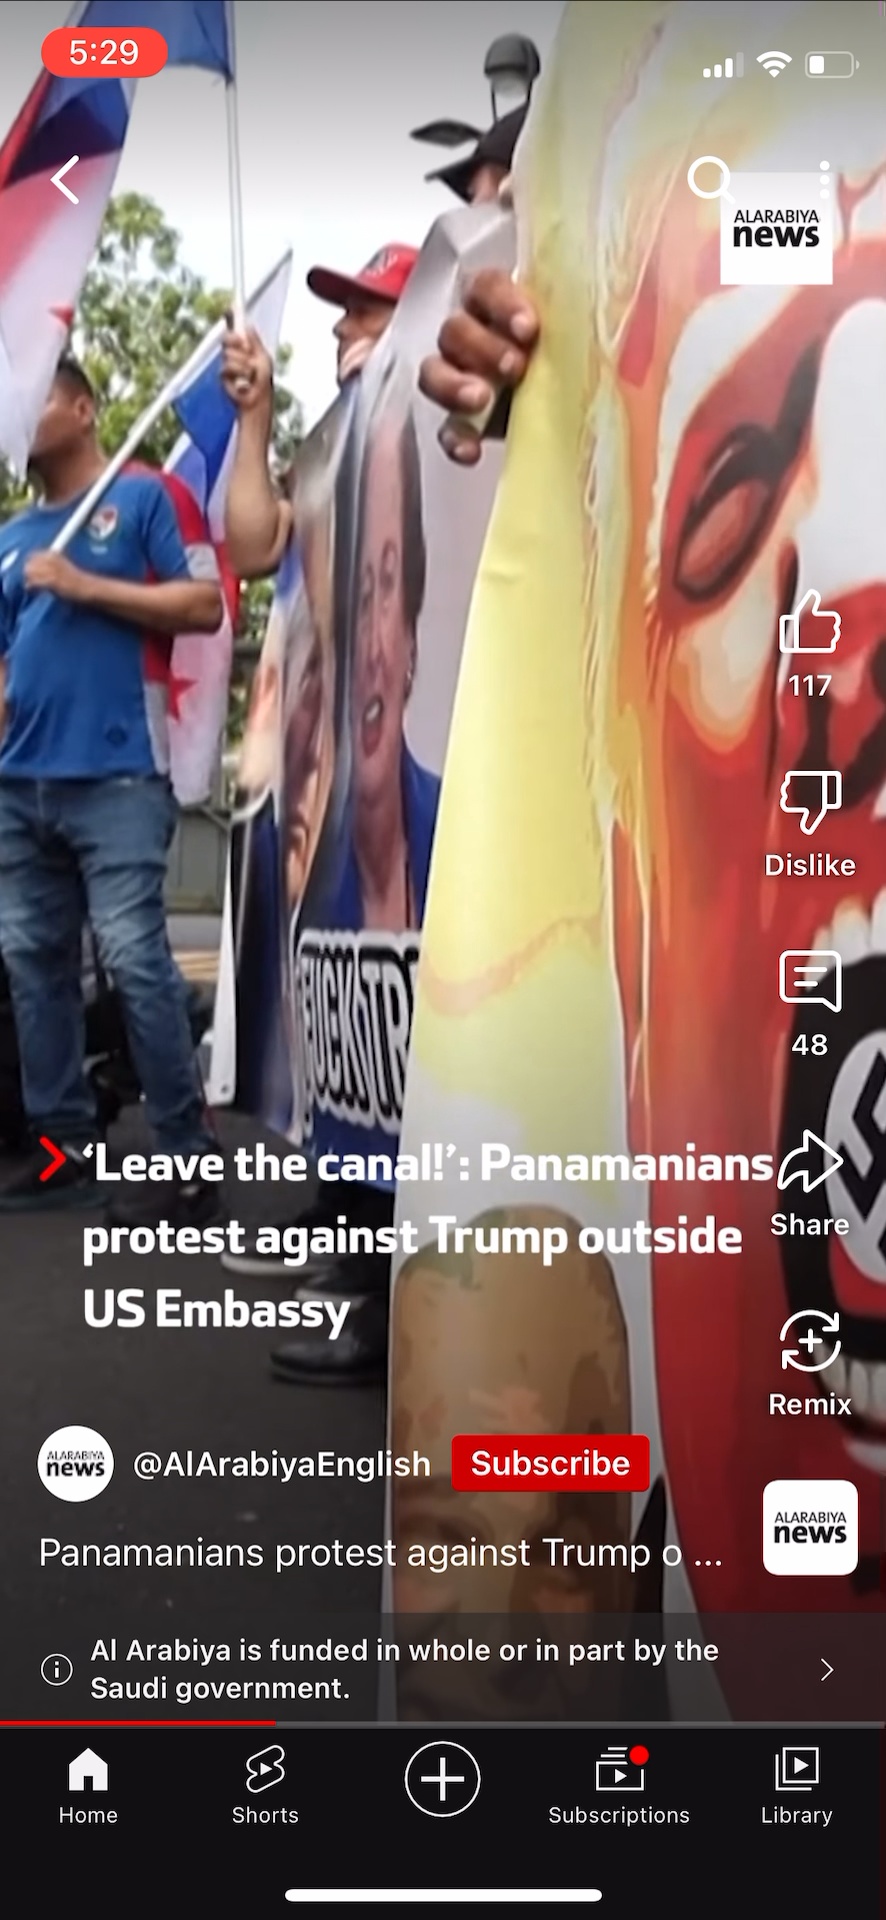 5:29
ALARABIYA
news
117
Dislike
48
FUCK TR
‘Leave the canal!’: Panamanians
protest against Trump outside
US Embassy
Share
Remix
ALARABIYA
news
@AlArabiyaEnglish
Subscribe
Panamanians protest against Trump o ...
ALARABIYA
news
Al Arabiya is funded in whole or in part by the
Saudi government.
Home
Shorts
Subscriptions
Library